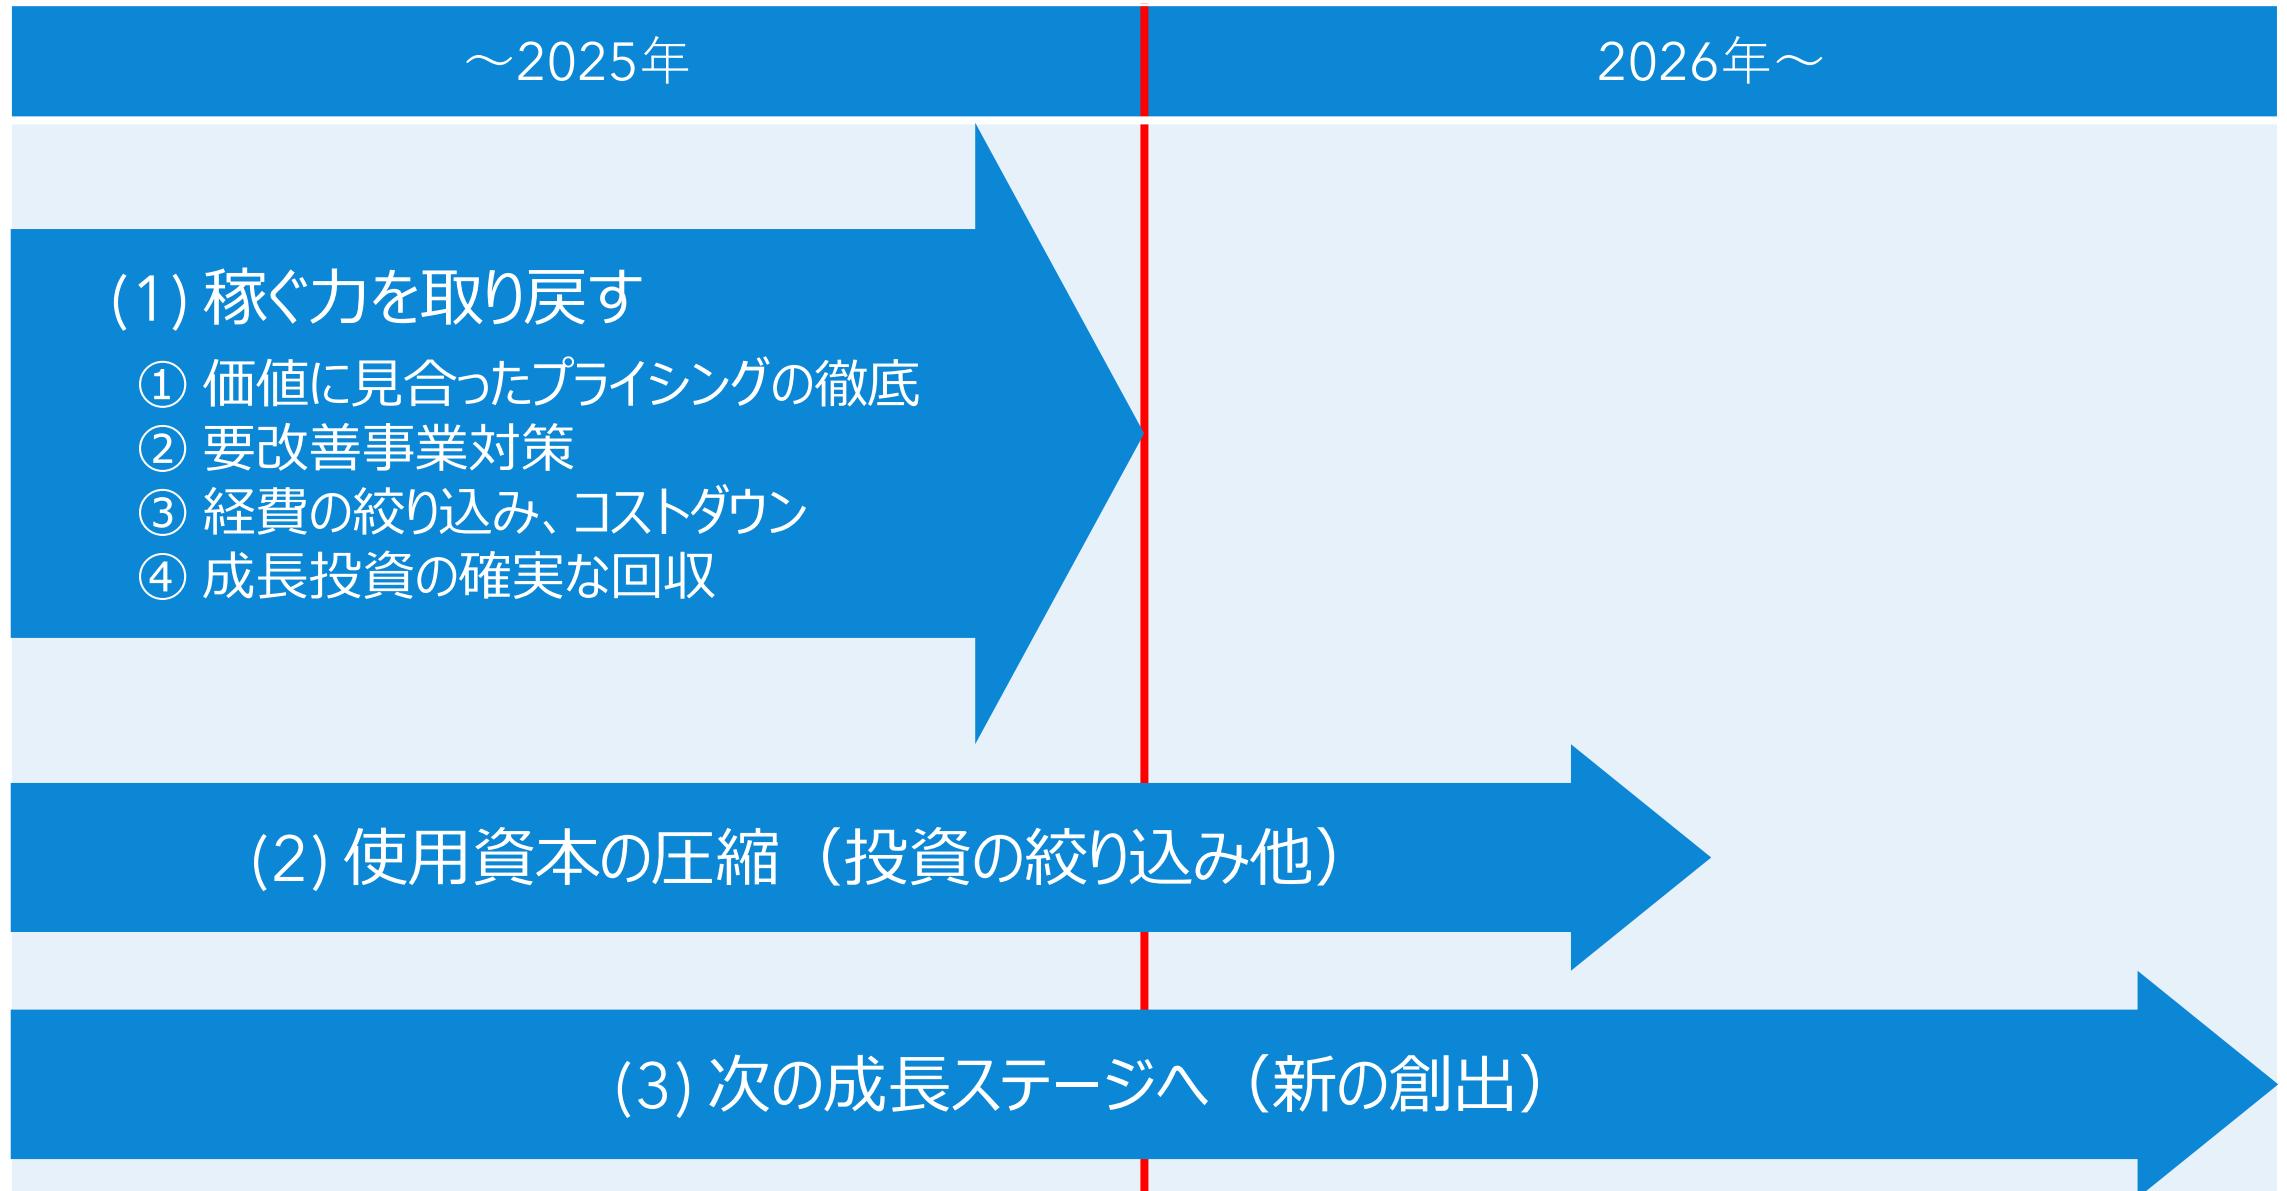 ～2025年
2026年～
(1) 稼ぐ力を取り戻す
① 価値に見合ったプライシングの徹底
② 要改善事業対策
③ 経費の絞り込み、コストダウン
④ 成長投資の確実な回収
(2) 使用資本の圧縮（投資の絞り込み他）
(3) 次の成長ステージへ（新の創出）